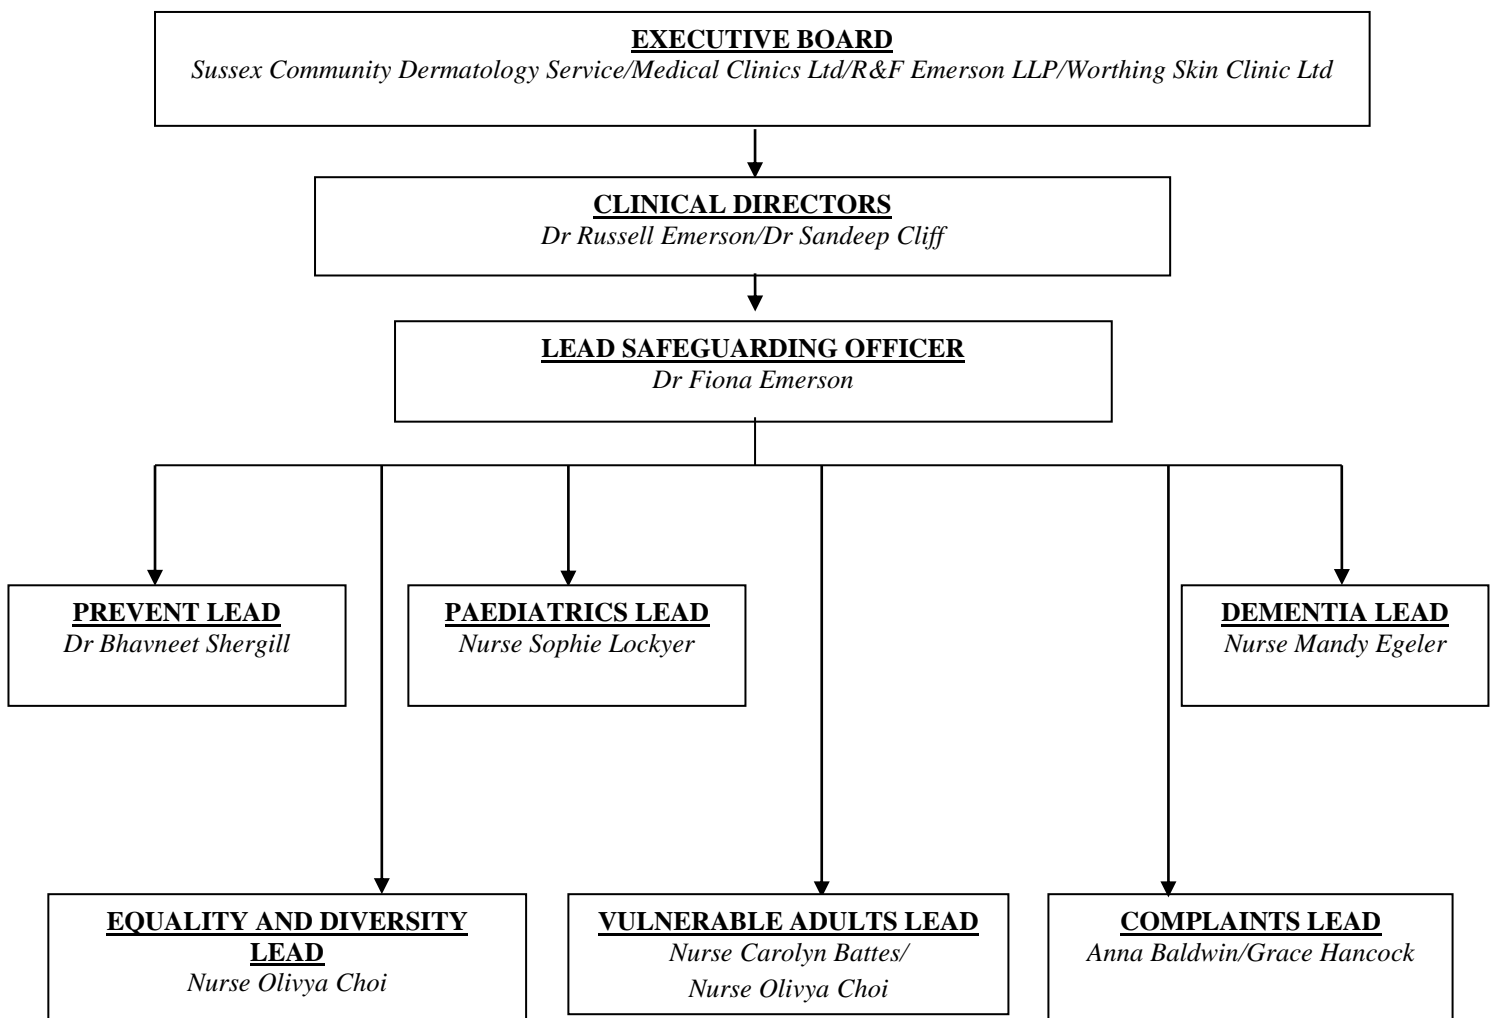 EXECUTIVE BOARD
Sussex Community Dermatology Service/Medical Clinics Ltd/R&F Emerson LLP/Worthing Skin Clinic Ltd
CLINICAL DIRECTORS
Dr Russell Emerson/Dr Sandeep Cliff
LEAD SAFEGUARDING OFFICER
Dr Fiona Emerson
PREVENT LEAD
Dr Bhavneet Shergill
PAEDIATRICS LEAD
Nurse Sophie Lockyer
DEMENTIA LEAD
Nurse Mandy Egeler
EQUALITY AND DIVERSITY
LEAD
Nurse Olivya Choi
VULNERABLE ADULTS LEAD
Nurse Carolyn Battes/
Nurse Olivya Choi
COMPLAINTS LEAD
Anna Baldwin/Grace Hancock